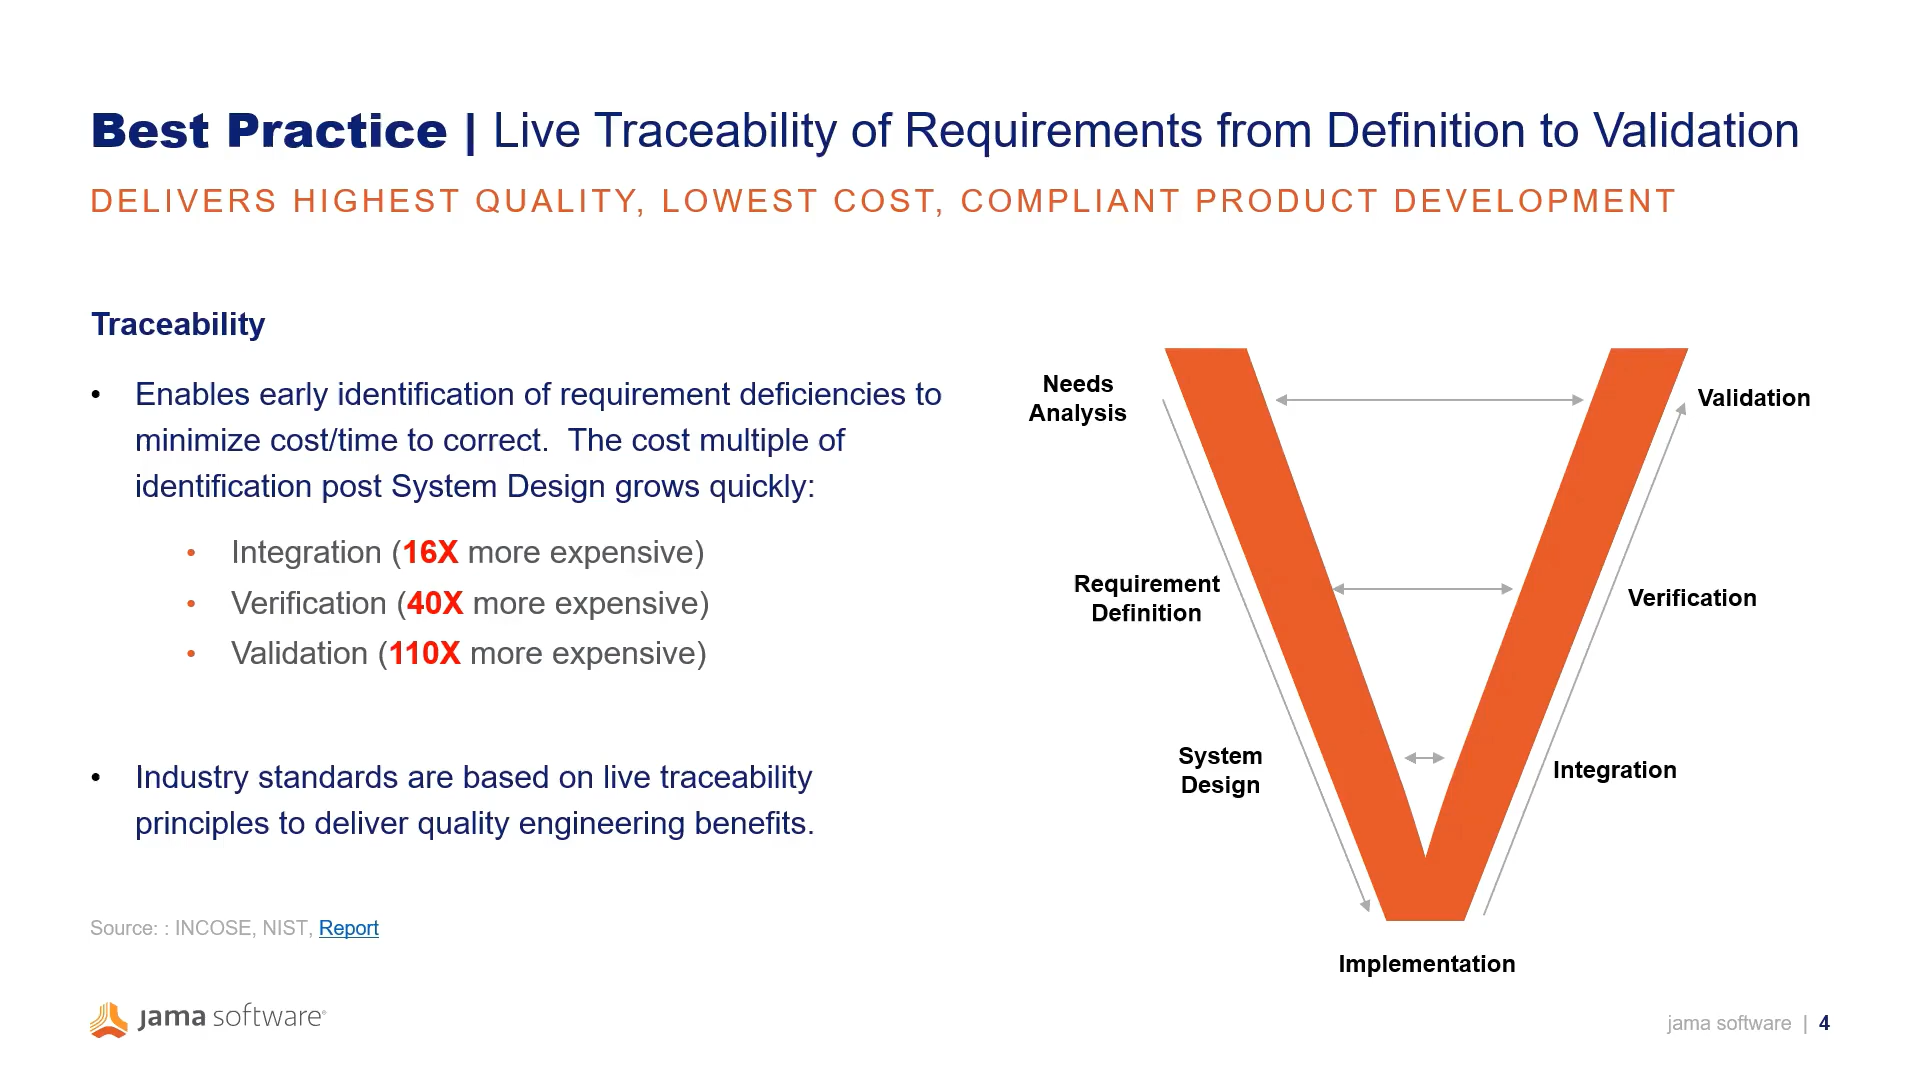 Best Practice | Live Traceability of Requirements from Definition to Validation
DELIVERS HIGHEST QUALITY, LOWEST COST, COMPLIANT PRODUCT DEVELOPMENT
Traceability
• Enables early identification of requirement deficiencies to
minimize cost/time to correct.  The cost multiple of
identification post System Design grows quickly:
• Integration (16X more expensive)
• Verification (40X more expensive)
• Validation (110X more expensive)
• Industry standards are based on live traceability
principles to deliver quality engineering benefits.
Source: : INCOSE, NIST, Report
Needs
Analysis
Validation
Requirement
Definition
Verification
System
Design
Integration
Implementation
jama software®
jama software | 4